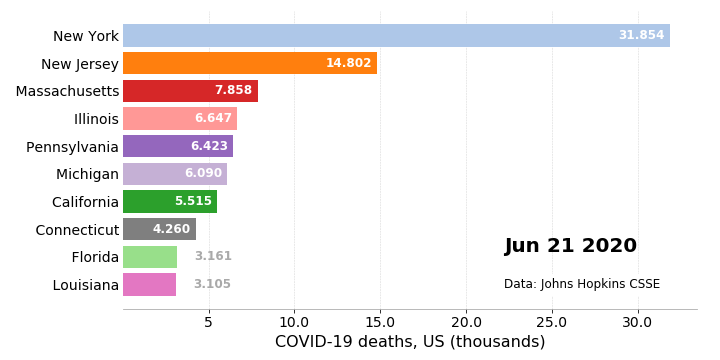 New York 31.854
New Jersey 14.802
Massachusetts 7.858
Illinois 6.647
Pennsylvania 6.423
Michigan 6.090
California 5.515
Connecticut 4.260
Florida 3.161
Louisiana 3.105
Jun 21 2020
Data: Johns Hopkins CSSE
5 10.0 15.0 20.0 25.0 30.0
COVID-19 deaths, US (thousands)